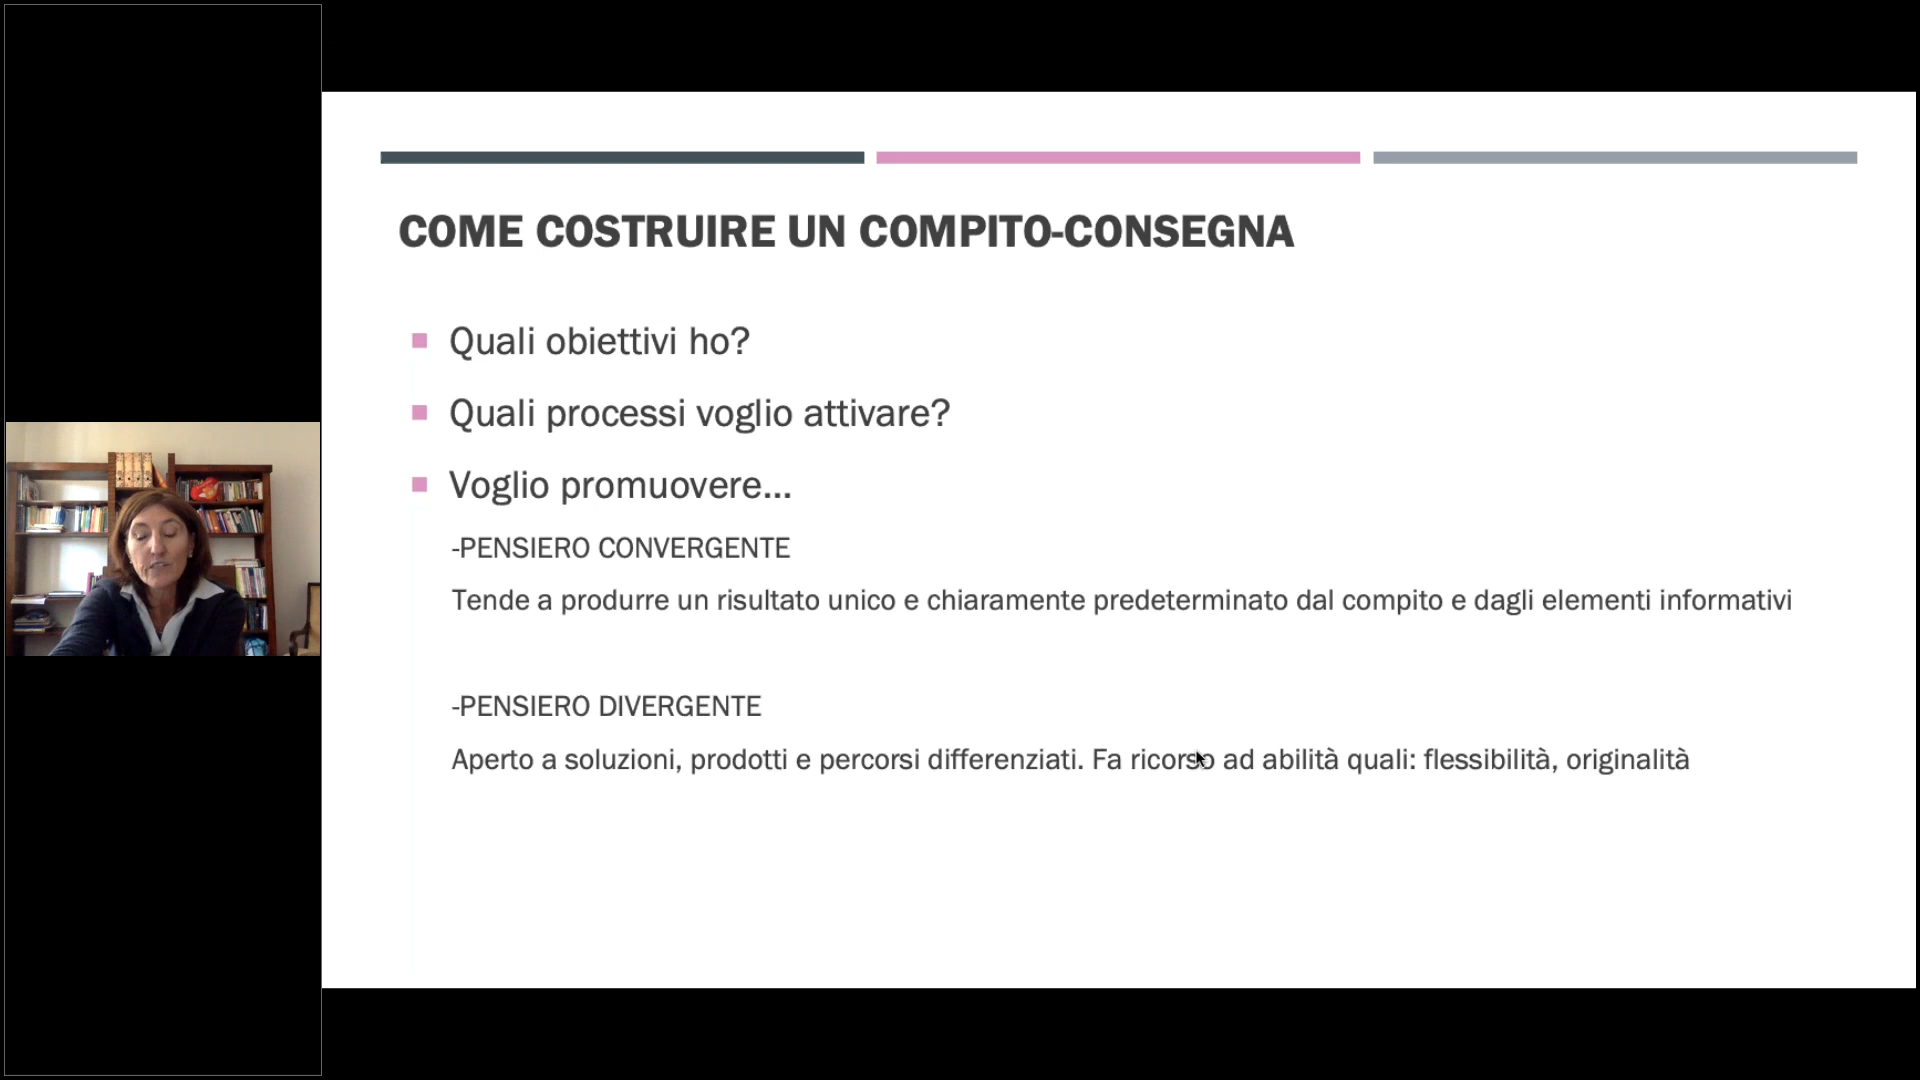 COME COSTRUIRE UN COMPITO-CONSEGNA
Quali obiettivi ho?
Quali processi voglio attivare?
Voglio promuovere...
-PENSIERO CONVERGENTE
Tende a produrre un risultato unico e chiaramente predeterminato dal compito e dagli elementi informativi
-PENSIERO DIVERGENTE
Aperto a soluzioni, prodotti e percorsi differenziati. Fa ricorso ad abilità quali: flessibilità, originalità